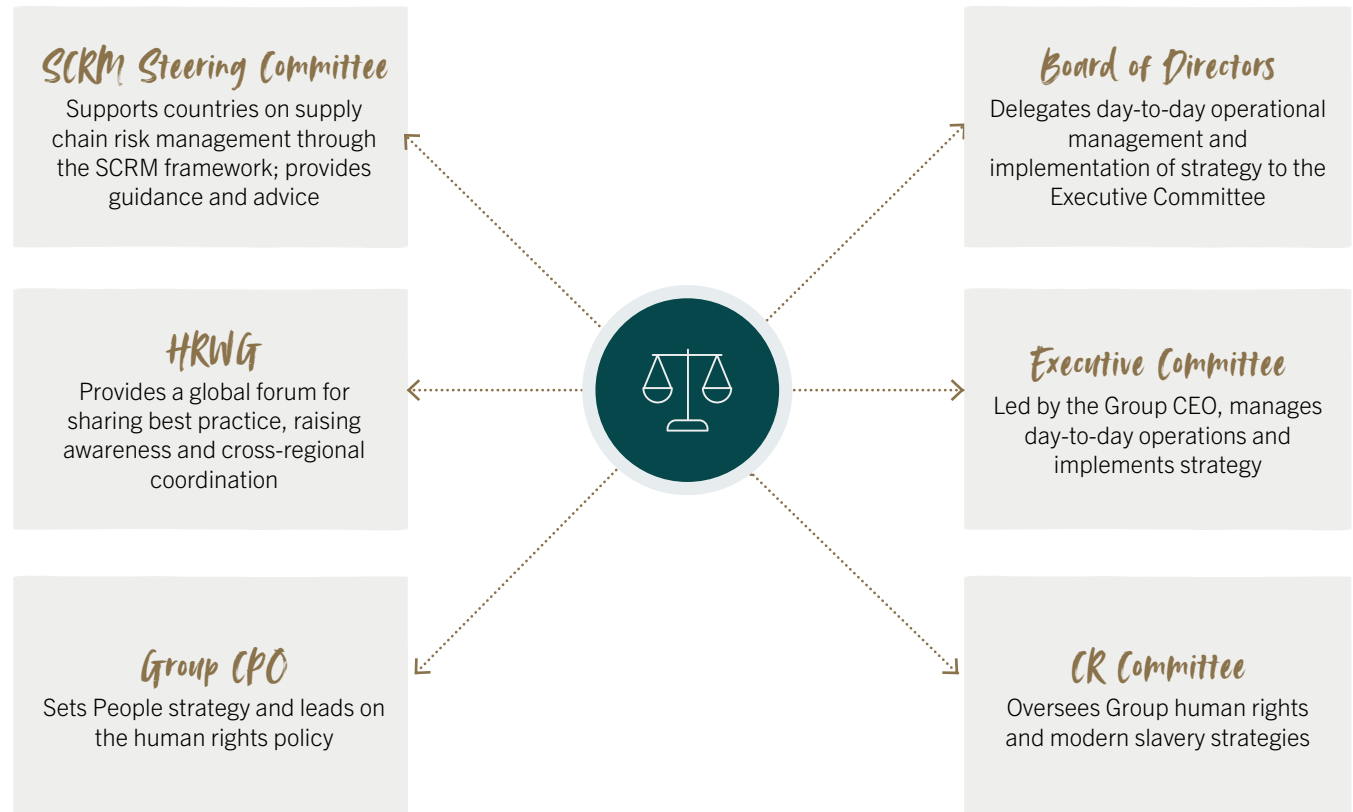 SCRM Steering Committee
Supports countries on supply
chain risk management through
the SCRM framework; provides
guidance and advice
HRWG
Provides a global forum for
sharing best practice, raising
awareness and cross-regional
coordination
Group CPO
Sets People strategy and leads on
the human rights policy
Board of Directors
Delegates day-to-day operational
management and
implementation of strategy to the
Executive Committee
Executive Committee
Led by the Group CEO, manages
day-to-day operations and
implements strategy
CR Committee
Oversees Group human rights
and modern slavery strategies